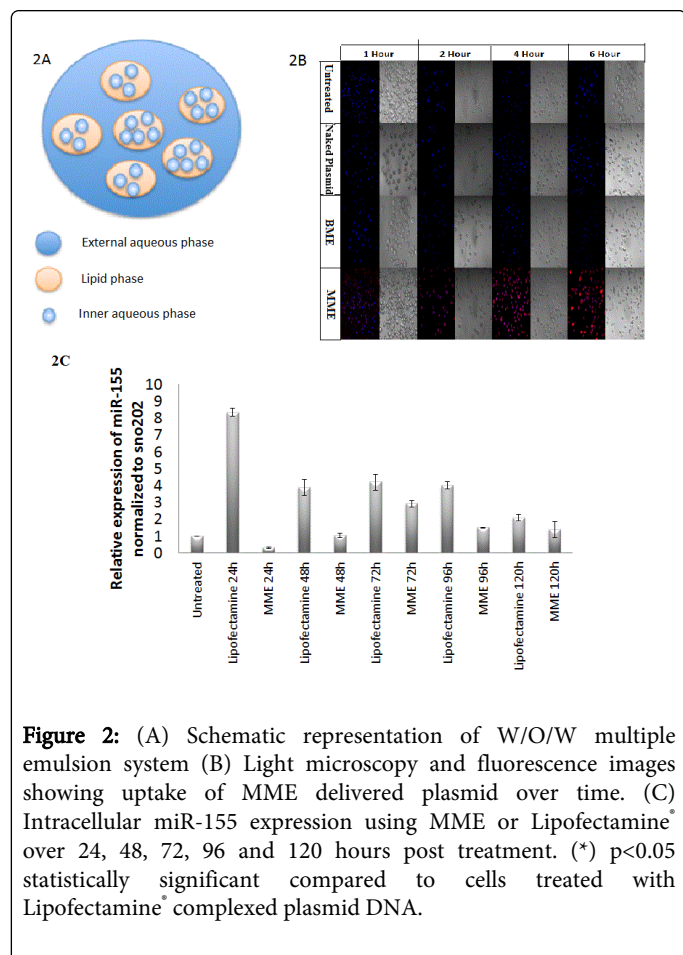 2A
External aqueous phase
Lipid phase
Inner aqueous phase
2B
1 Hour
2 Hour
4 Hour
6 Hour
Untreated
Naked Plasmid
BME
MME
2C
Relative expression of miR-155
normalized to sno202
10
9
8
7
6
5
4
3
2
1
0
Untreated
Lipofectamine 24h
MME 24h
Lipofectamine 48h
MME 48h
Lipofectamine 72h
MME 72h
Lipofectamine 96h
MME 96h
Lipofectamine 120h
MME 120h
Figure 2: (A) Schematic representation of W/O/W multiple
emulsion system (B) Light microscopy and fluorescence images
showing uptake of MME delivered plasmid over time. (C)
Intracellular miR-155 expression using MME or Lipofectamine®
over 24, 48, 72, 96 and 120 hours post treatment. (*) p<0.05
statistically significant compared to cells treated with
Lipofectamine® complexed plasmid DNA.